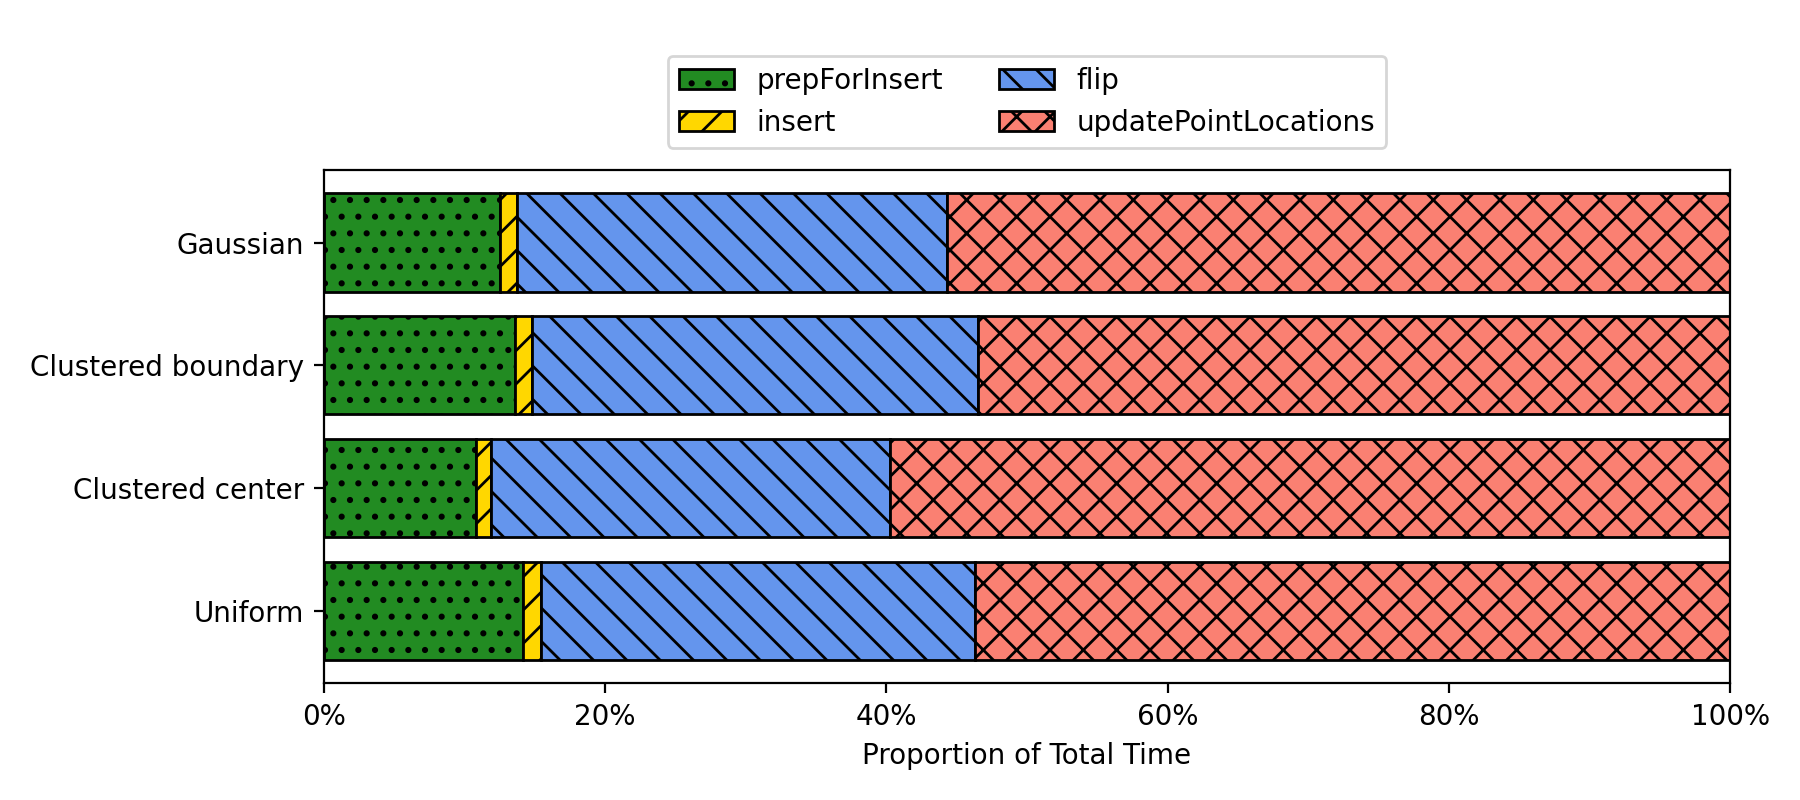 prepForInsert
insert
flip
updatePointLocations
Gaussian
Clustered boundary
Clustered center
Uniform
0% 20% 40% 60% 80% 100%
Proportion of Total Time